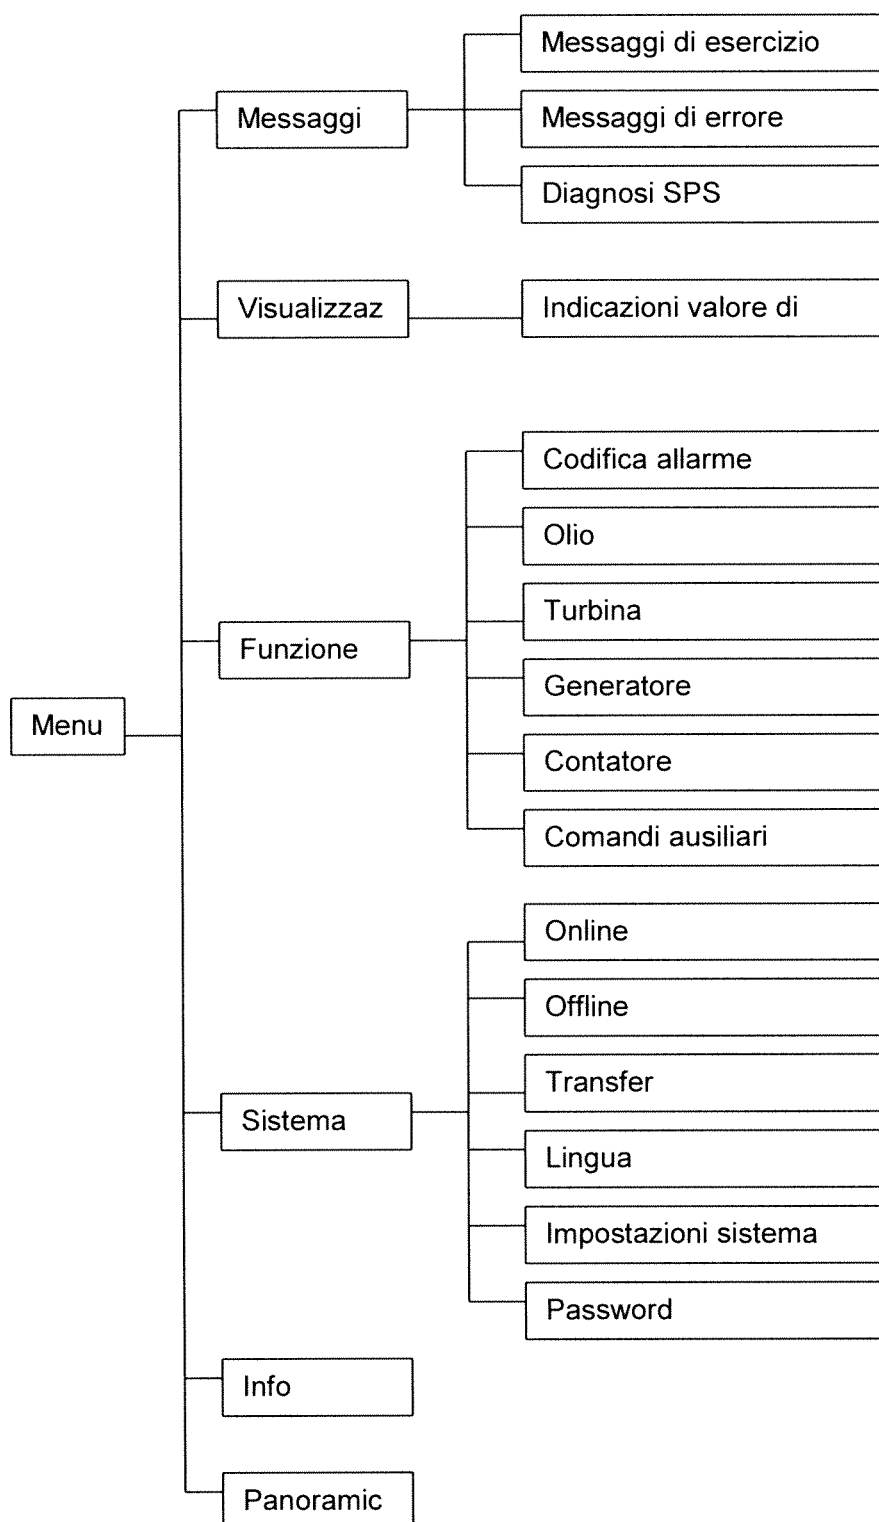 Menu
Messaggi
Messaggi di esercizio
Messaggi di errore
Diagnosi SPS
Visualizzaz
Indicazioni valore di
Funzione
Codifica allarme
Olio
Turbina
Generatore
Contatore
Comandi ausiliari
Sistema
Online
Offline
Transfer
Lingua
Impostazioni sistema
Password
Info
Panoramic